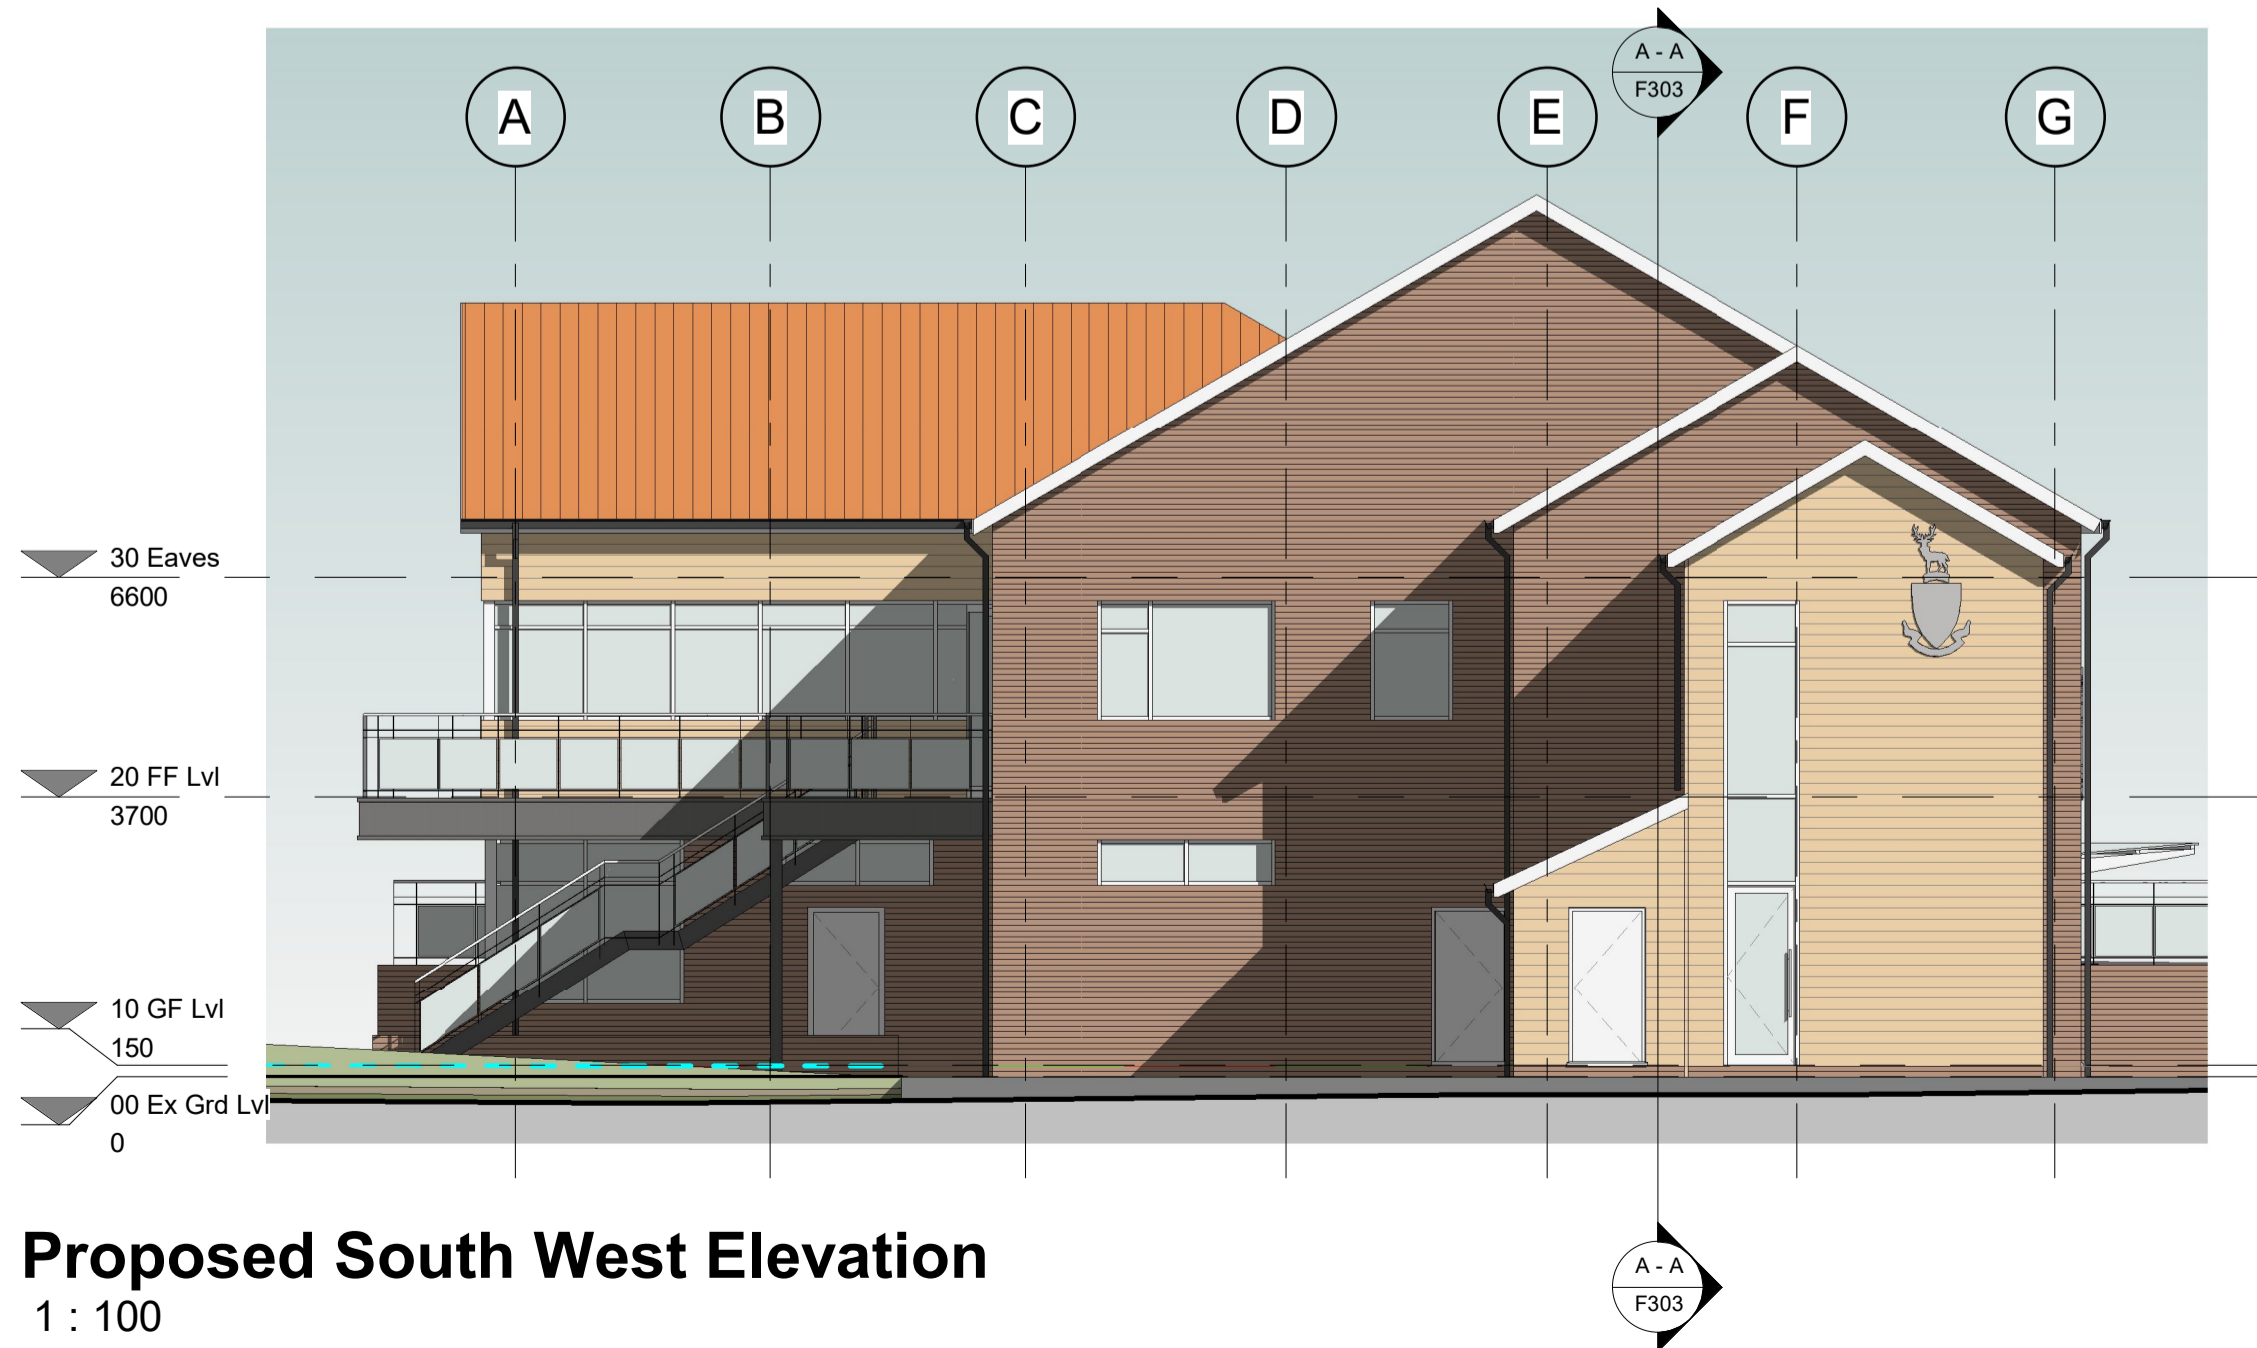 A - A
F303
A B C D E F G
30 Eaves
6600
20 FF Lvl
3700
10 GF Lvl
150
00 Ex Grd Lvl
0
Proposed South West Elevation
1 : 100
A - A
F303